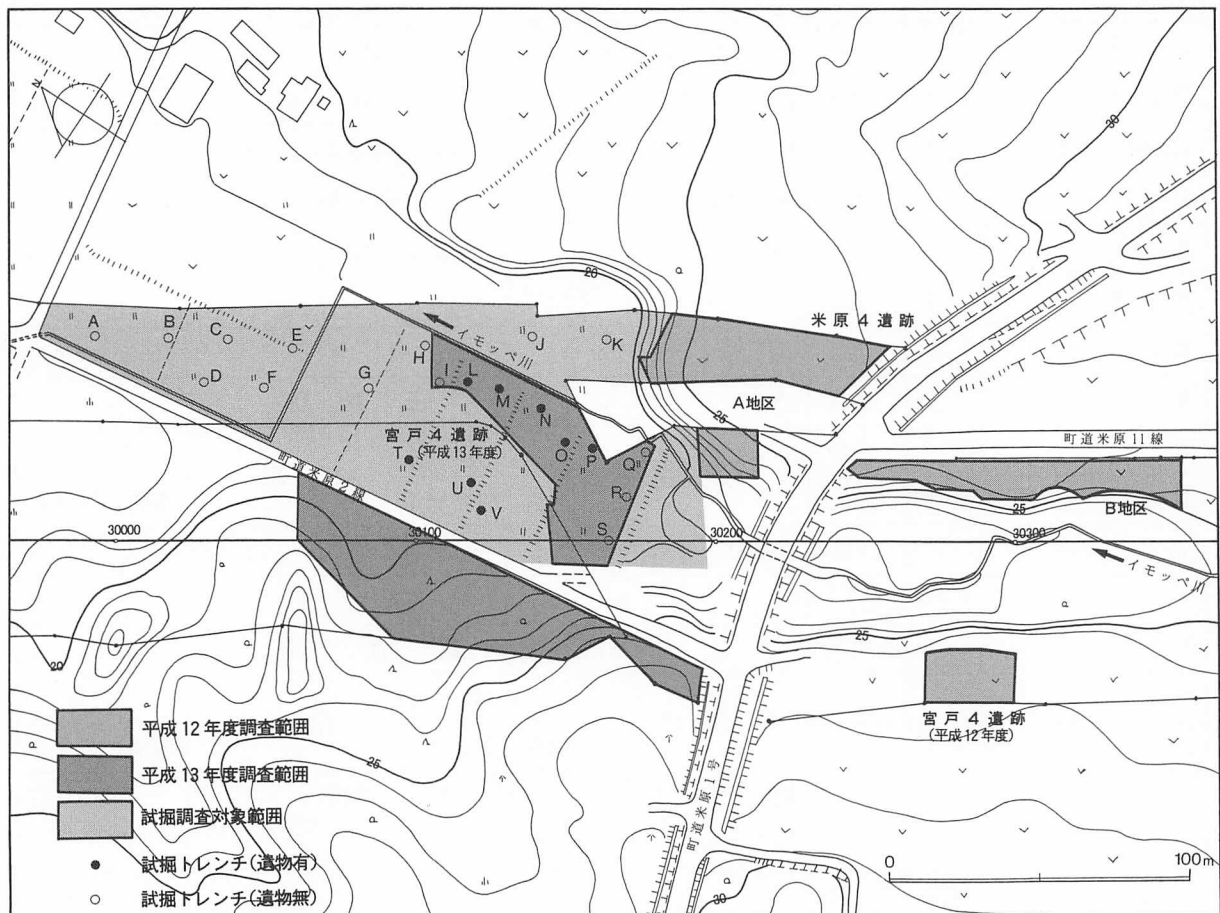 N
20
30
米原4遺跡
A
B
C
E
イモッペ川
J
K
H
D
F
G
I
L
M
N
A地区
25
宮戸4遺跡
(平成13年度)
町道米原11線
町道米原2線
T
O
P
Q
U
R
V
S
25
B地区
30000
30100
30200
30300
イモッペ川
25
20
宮戸4遺跡
(平成12年度)
25
町道米原1号
平成12年度調査範囲
平成13年度調査範囲
試掘調査対象範囲
試掘トレンチ(遺物有)
試掘トレンチ(遺物無)
0
100m
30